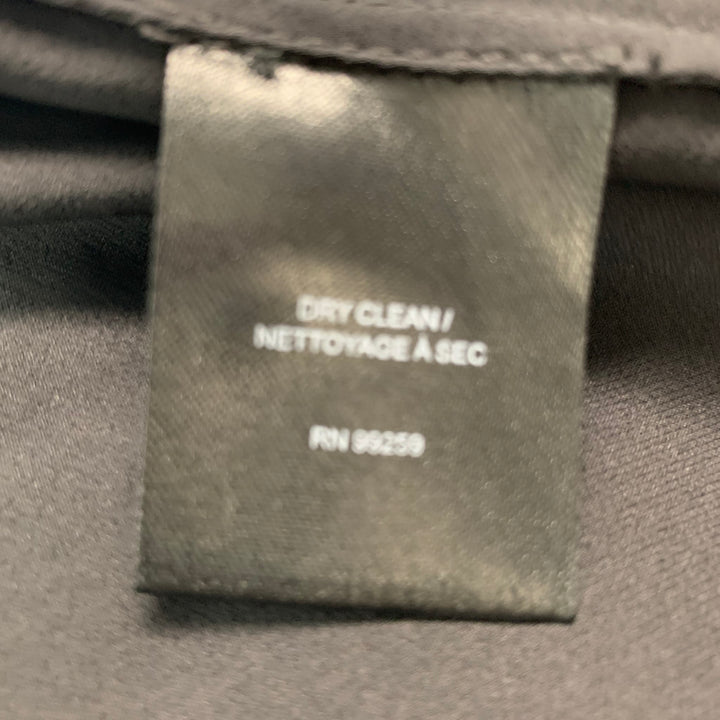 DRY CLEAN/
NETTOYAGE À SEC
RN 99259